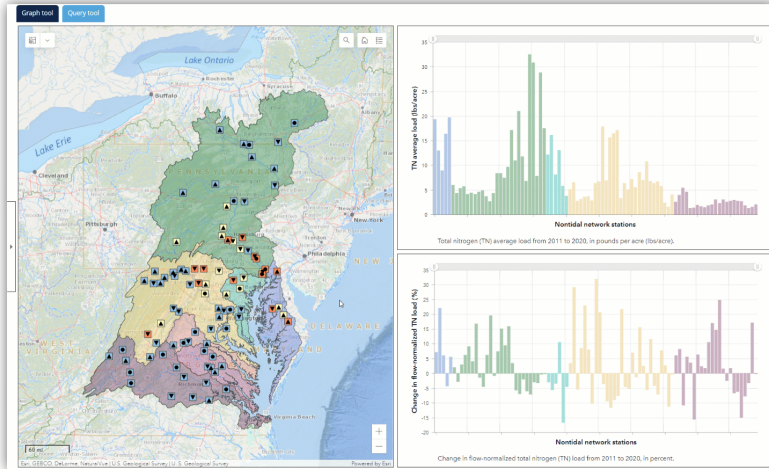 Graph tool
Query tool
Lake Ontario
Rochester
Syracuse
Buffalo
Albany
Lake Erie
Cleveland
Pittsburgh
New York
Philadelphia
DELAWARE
WEST
VIRGINIA
Richmond
Virginia Beach
60 mi
+
−
Esri, GEBCO, DeLorme, NaturalVue | U.S. Geological Survey | U. S. Geological Survey
Powered by Esri
TN average load (lbs/acre)
35
30
25
20
15
10
5
0
Nontidal network stations
Total nitrogen (TN) average load from 2011 to 2020, in pounds per acre (lbs/acre).
Change in flow-normalized TN load (%)
35
30
25
20
15
10
5
0
-5
-10
-15
-20
Nontidal network stations
Change in flow-normalized total nitrogen (TN) load from 2011 to 2020, in percent.